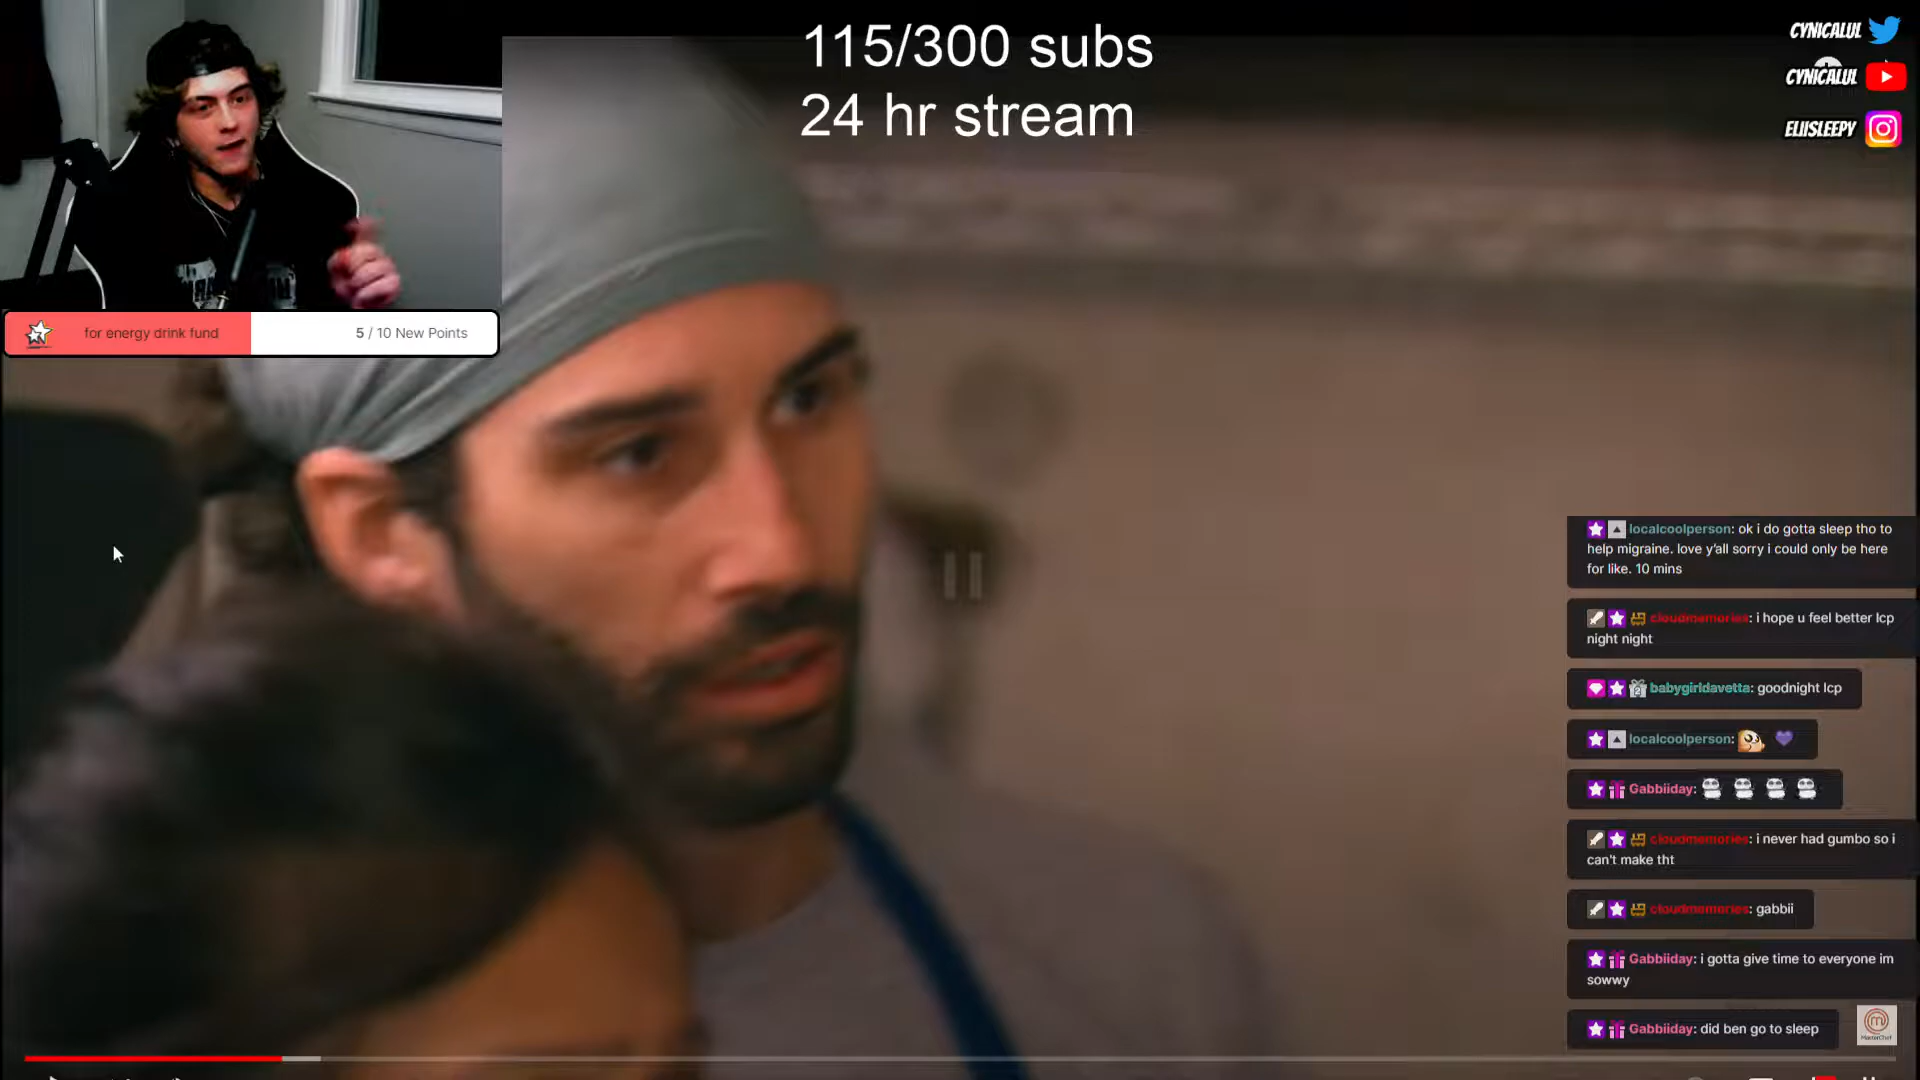 115/300 subs
24 hr stream
CYNICALUL
CYNICALUL
ELIISLEEPY
for energy drink fund
5 / 10 New Points
localcoolperson: ok i do gotta sleep tho to
help migraine. love y'all sorry i could only be here
for like. 10 mins
cloudmemories: i hope u feel better lcp
night night
babygirldavetta: goodnight lcp
localcoolperson:
Gabbiiday:
cloudmemories: i never had gumbo so i
can't make tht
cloudmemories: gabbii
Gabbiiday: i gotta give time to everyone im
sowwy
Gabbiiday: did ben go to sleep
MasterChef